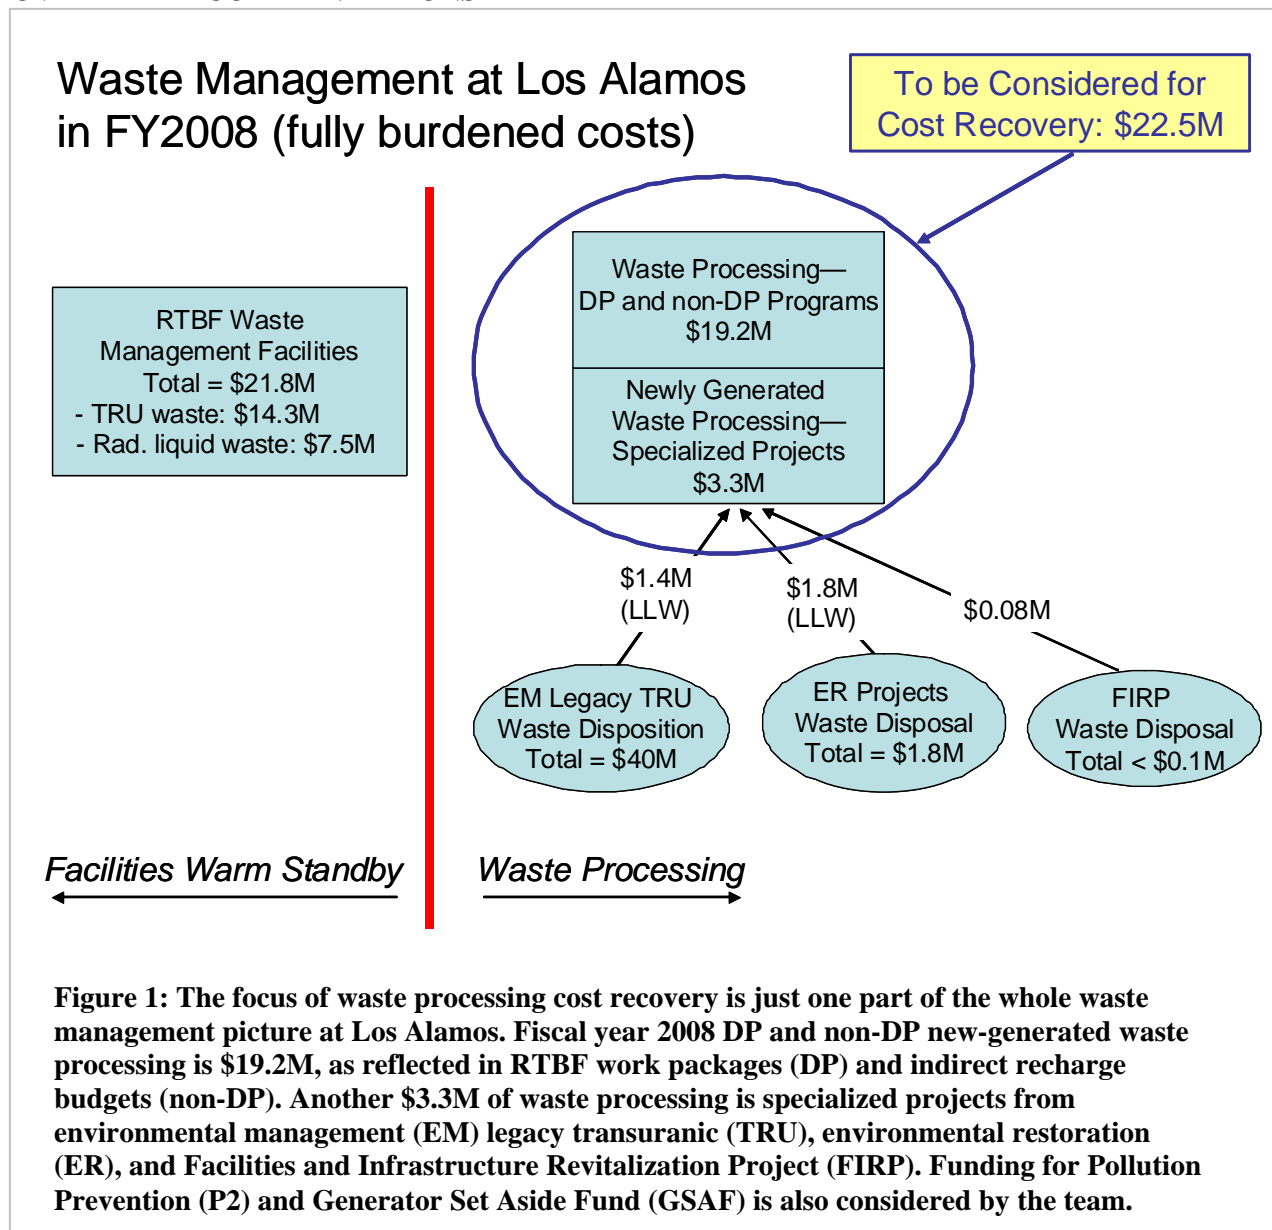 Waste Management at Los Alamos
in FY2008 (fully burdened costs)
To be Considered for
Cost Recovery: $22.5M
RTBF Waste
Management Facilities
Total = $21.8M
- TRU waste: $14.3M
- Rad. liquid waste: $7.5M
Waste Processing—
DP and non-DP Programs
$19.2M
Newly Generated
Waste Processing—
Specialized Projects
$3.3M
$1.4M
(LLW)
$1.8M
(LLW)
$0.08M
EM Legacy TRU
Waste Disposition
Total = $40M
ER Projects
Waste Disposal
Total = $1.8M
FIRP
Waste Disposal
Total < $0.1M
Facilities Warm Standby
Waste Processing
Figure 1: The focus of waste processing cost recovery is just one part of the whole waste
management picture at Los Alamos. Fiscal year 2008 DP and non-DP new-generated waste
processing is $19.2M, as reflected in RTBF work packages (DP) and indirect recharge
budgets (non-DP). Another $3.3M of waste processing is specialized projects from
environmental management (EM) legacy transuranic (TRU), environmental restoration
(ER), and Facilities and Infrastructure Revitalization Project (FIRP). Funding for Pollution
Prevention (P2) and Generator Set Aside Fund (GSAF) is also considered by the team.